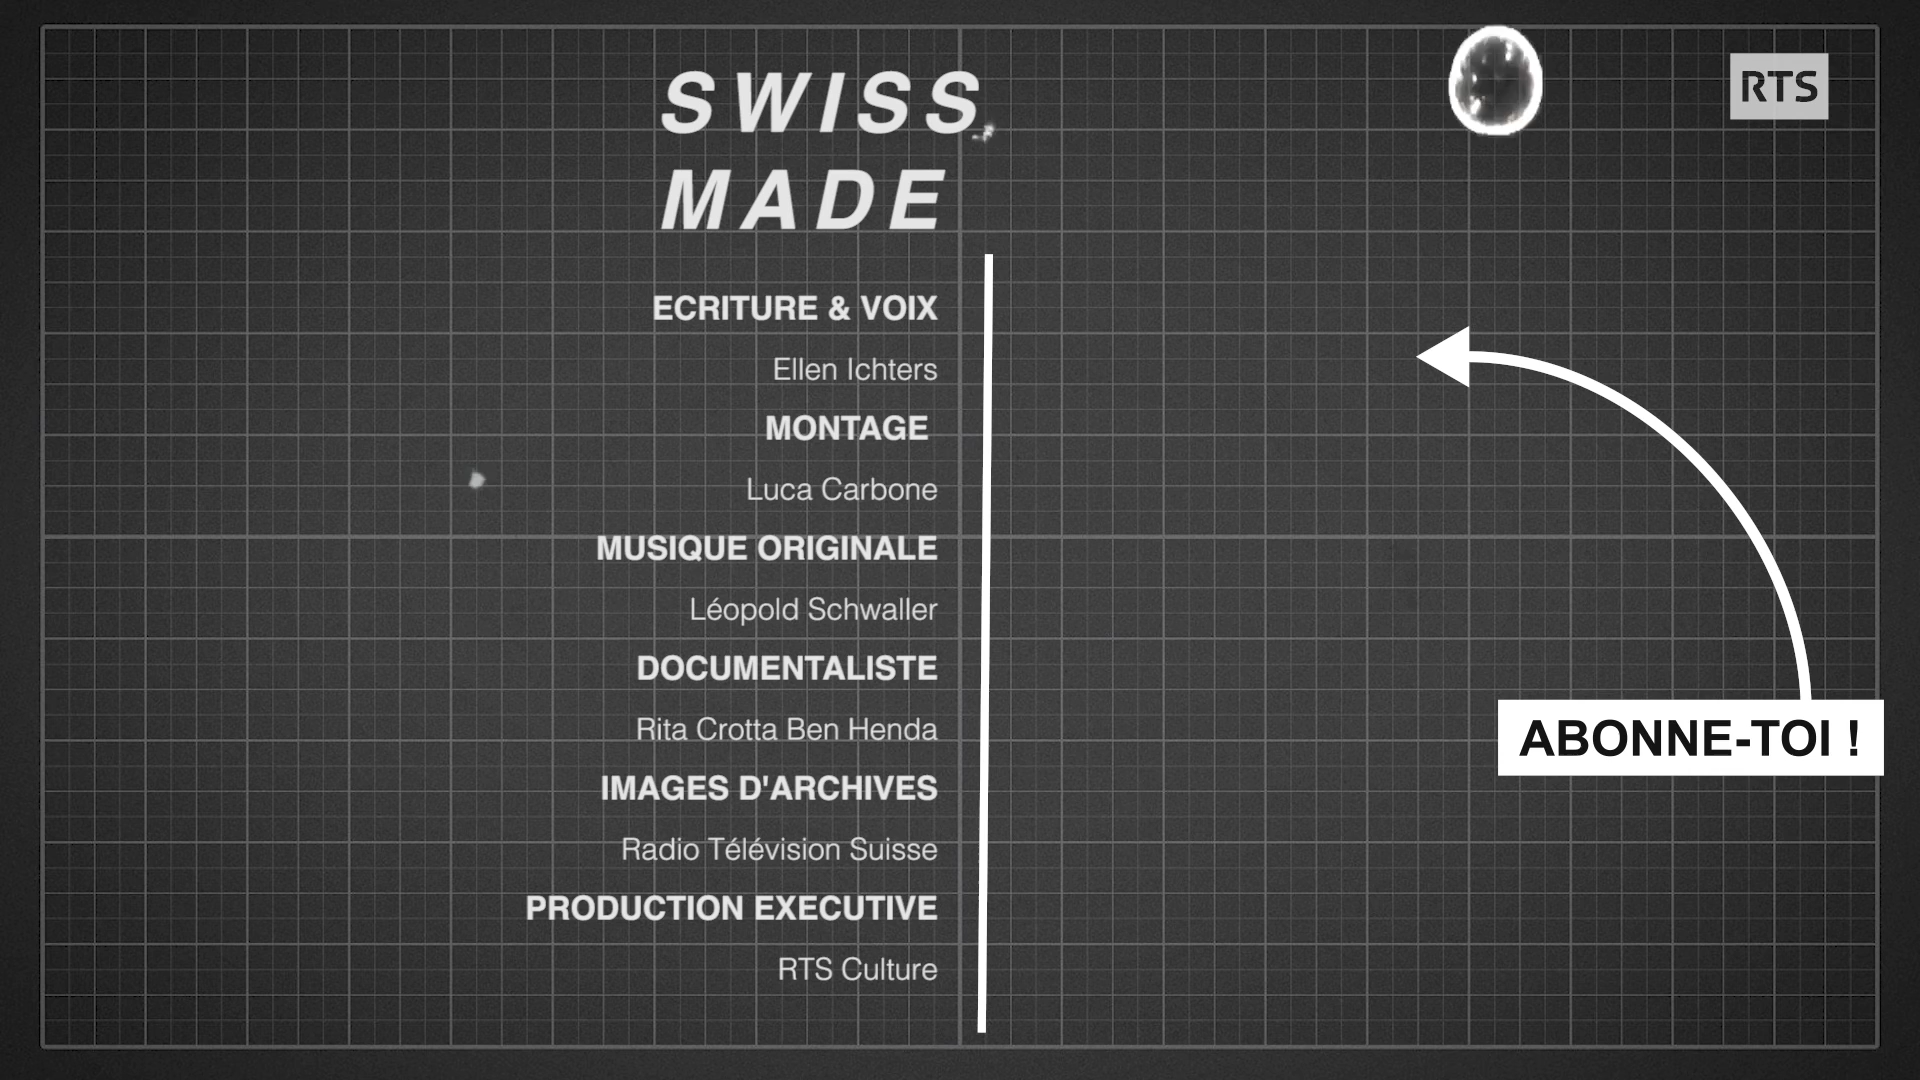 SWISS
MADE
RTS
ECRITURE & VOIX
Ellen Ichters
MONTAGE
Luca Carbone
MUSIQUE ORIGINALE
Léopold Schwaller
DOCUMENTALISTE
Rita Crotta Ben Henda
IMAGES D'ARCHIVES
Radio Télévision Suisse
PRODUCTION EXECUTIVE
RTS Culture
ABONNE-TOI !